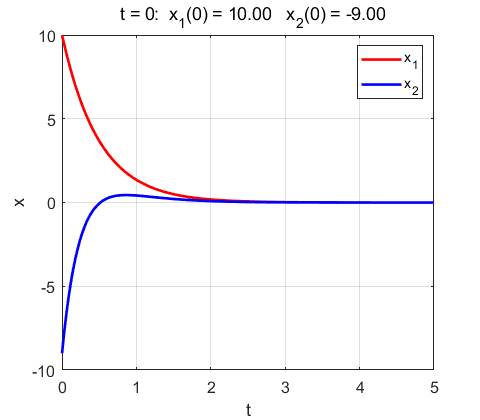 t = 0:  x₁(0) = 10.00   x₂(0) = -9.00
x₁
x₂
10
5
0
-5
-10
x
0 1 2 3 4 5
t